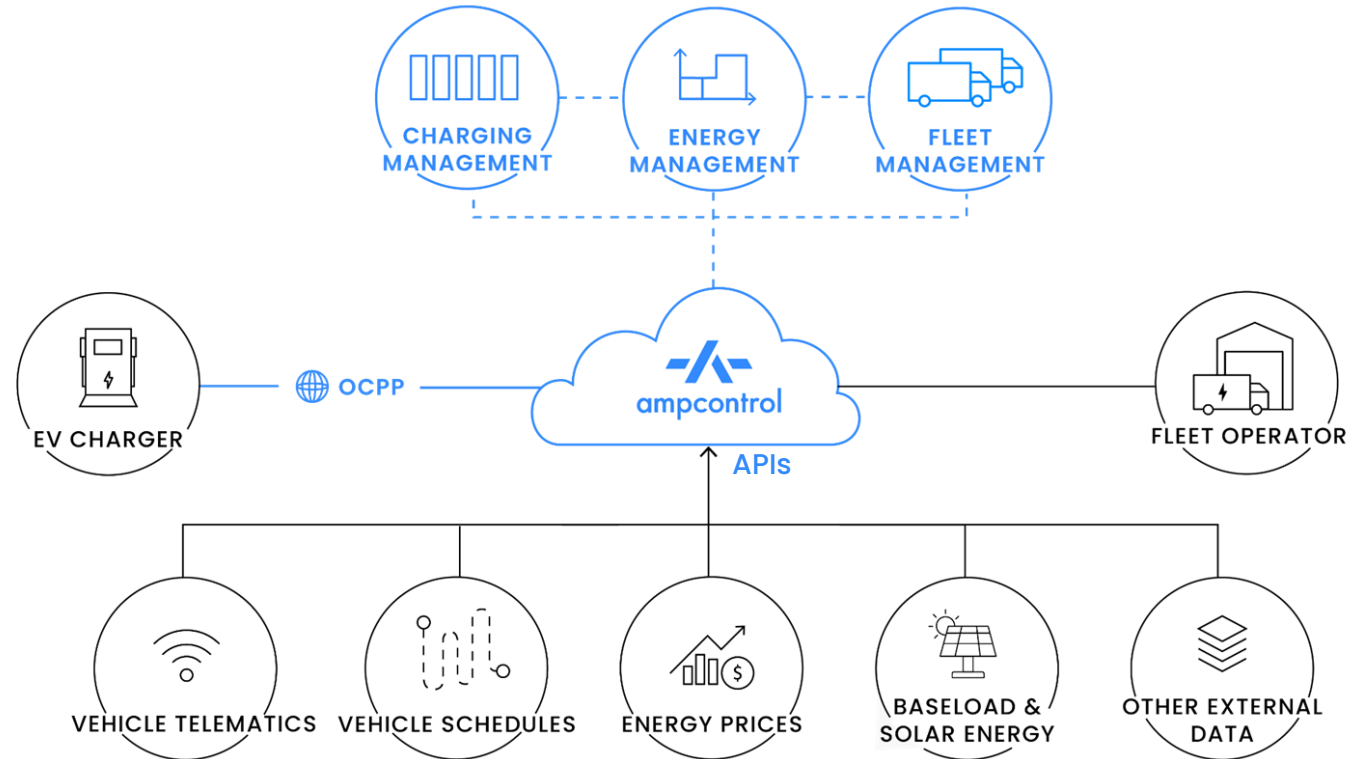 CHARGING
MANAGEMENT
ENERGY
MANAGEMENT
FLEET
MANAGEMENT
EV CHARGER
OCPP
ampcontrol
APIs
FLEET OPERATOR
VEHICLE TELEMATICS
VEHICLE SCHEDULES
$
ENERGY PRICES
BASELOAD &
SOLAR ENERGY
OTHER EXTERNAL
DATA